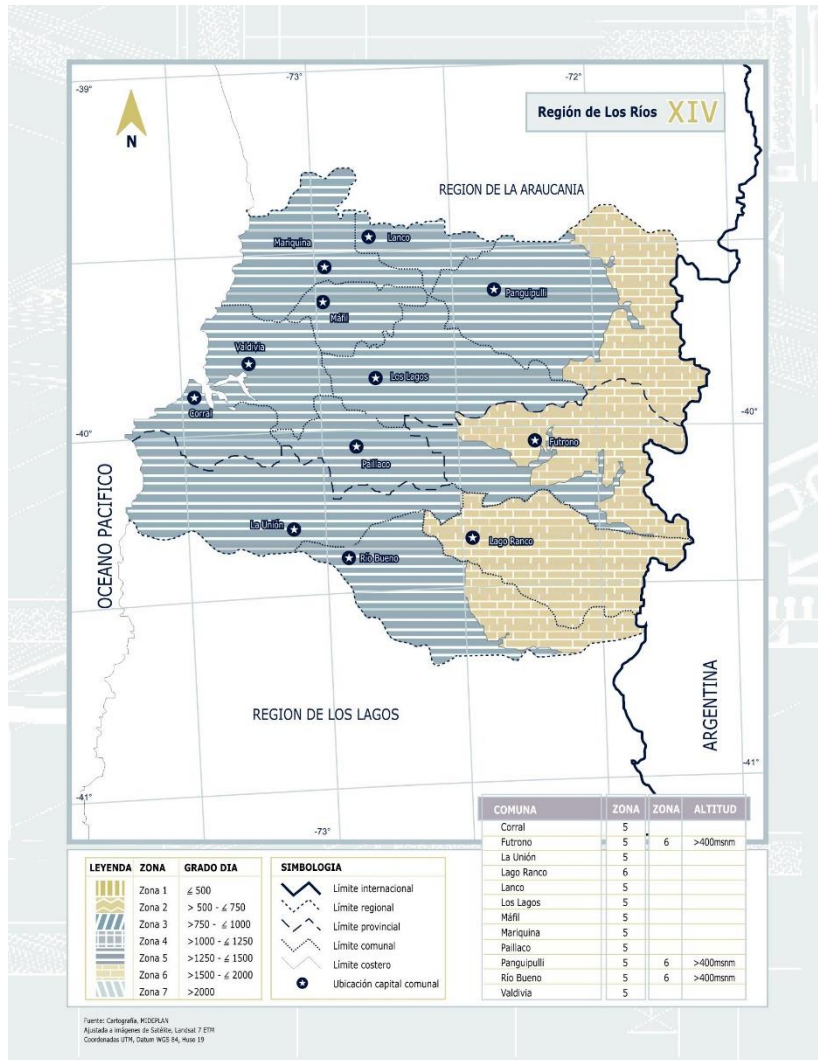 -73°
-72°
-39°
Región de Los Ríos XIV
N
REGION DE LA ARAUCANIA
Lanco
Mariquina
Panguipulli
Máfil
Valdivia
Los Lagos
Corral
-40°
-40°
Futrono
Paillaco
OCEANO PACIFICO
La Unión
Lago Ranco
Río Bueno
REGION DE LOS LAGOS
ARGENTINA
-41°
-41°
-73°
COMUNA ZONA ZONA ALTITUD
Corral 5
Futrono 5 6 >400msnm
La Unión 5
Lago Ranco 6
Lanco 5
Los Lagos 5
Máfil 5
Mariquina 5
Paillaco 5
Panguipulli 5 6 >400msnm
Río Bueno 5 6 >400msnm
Valdivia 5
LEYENDA ZONA GRADO DIA
Zona 1 ≤ 500
Zona 2 > 500 - ≤ 750
Zona 3 >750 - ≤ 1000
Zona 4 >1000 - ≤ 1250
Zona 5 >1250 - ≤ 1500
Zona 6 >1500 - ≤ 2000
Zona 7 >2000
SIMBOLOGIA
Límite internacional
Límite regional
Límite provincial
Límite comunal
Límite costero
Ubicación capital comunal
Fuente: Cartografía, MIDEPLAN
Ajustada a imágenes de Satélite, Landsat 7 ETM
Coordenadas UTM, Datum WGS 84, Huso 19